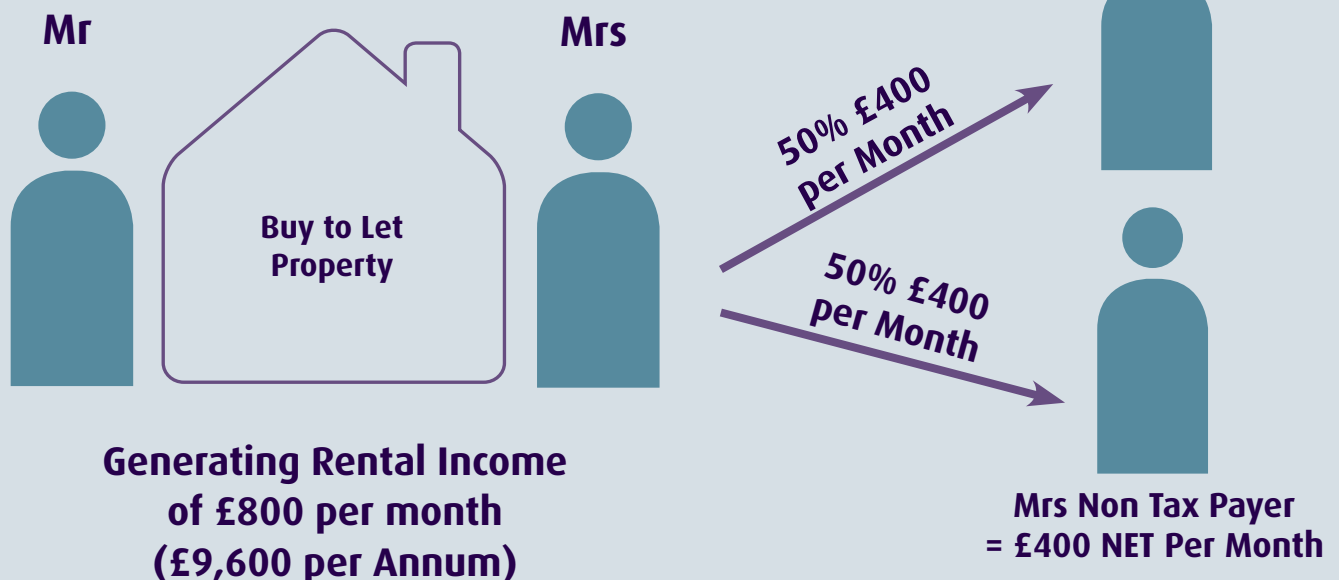 Mr
Mrs
Buy to Let
Property
50% £400
per Month
50% £400
per Month
Generating Rental Income
of £800 per month
(£9,600 per Annum)
Mrs Non Tax Payer
= £400 NET Per Month